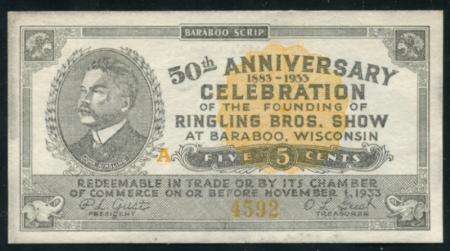 BARABOO SCRIP
50th ANNIVERSARY
1883-1933
CELEBRATION
OF THE FOUNDING OF
RINGLING BROS. SHOW
AT BARABOO, WISCONSIN
A FIVE 5 CENTS
REDEEMABLE IN TRADE OR BY ITS CHAMBER
OF COMMERCE ON OR BEFORE NOVEMBER 1, 1933
4592
PRESIDENT
TREASURER